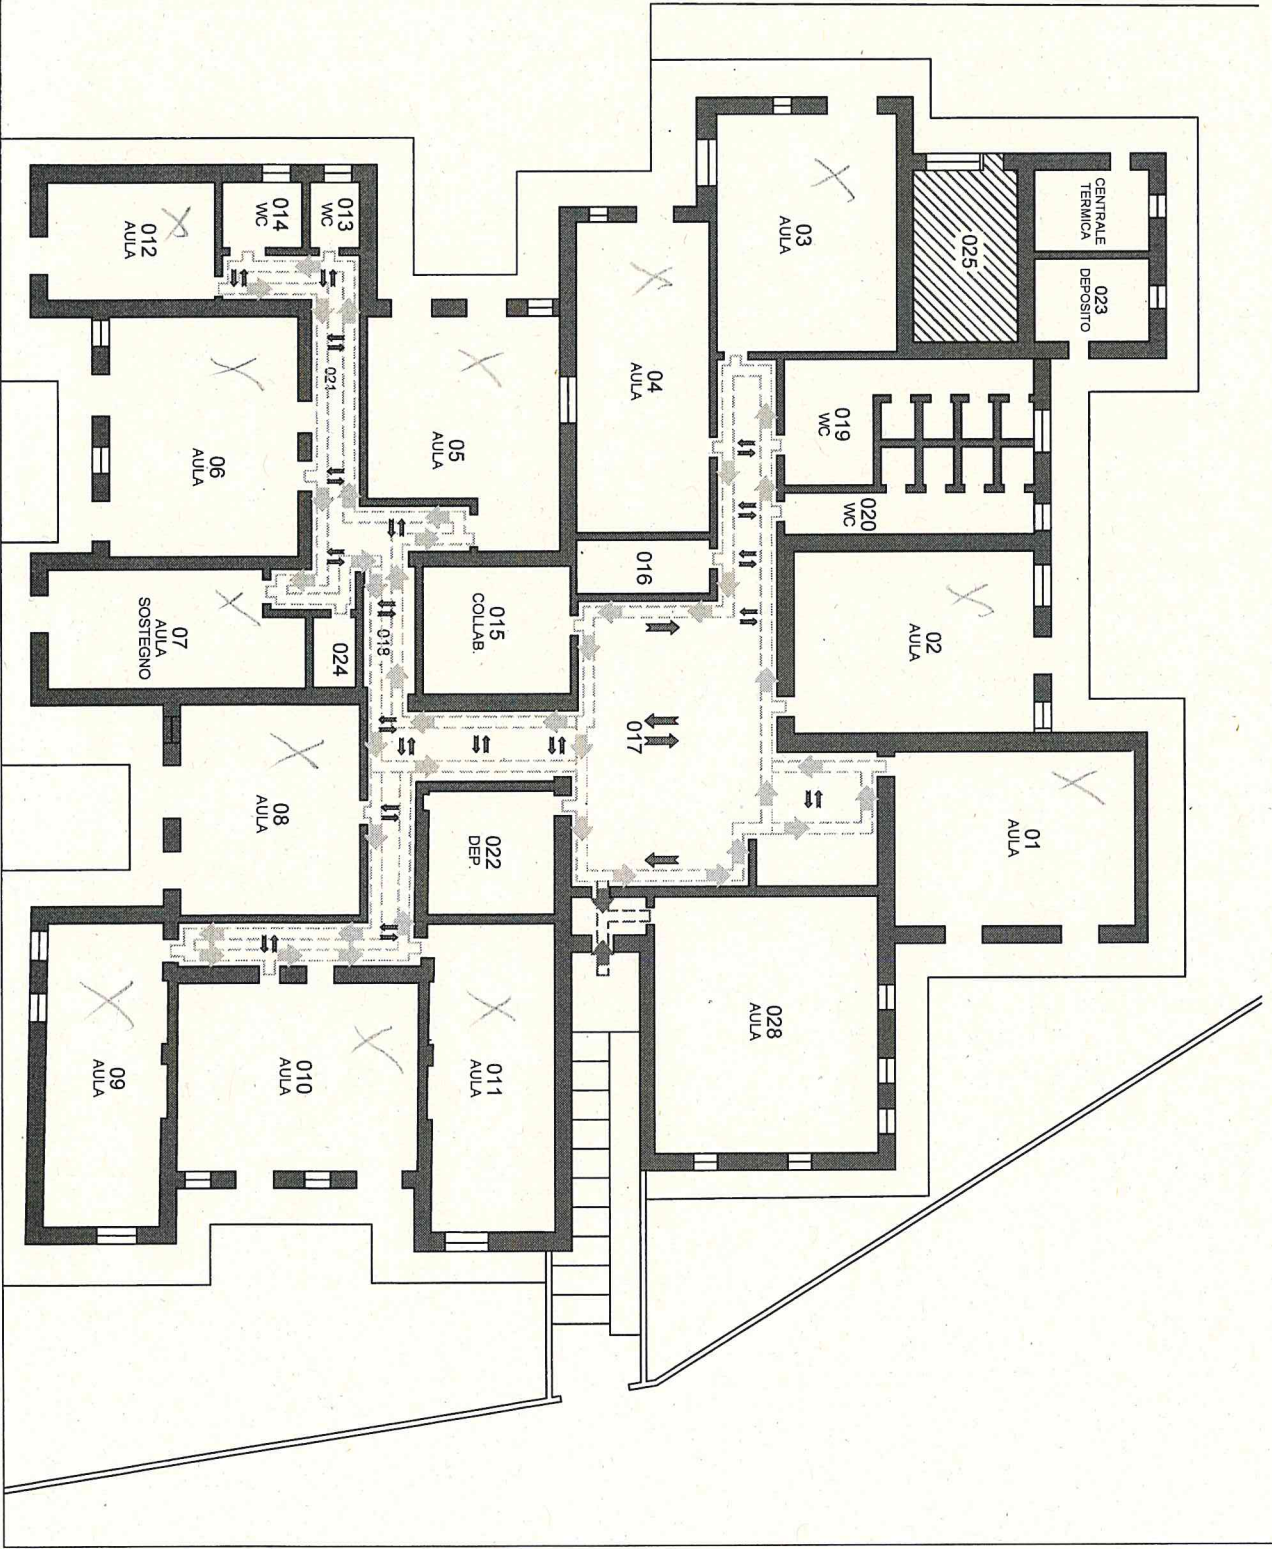 CENTRALE
TERMICA
023
DEPOSITO
025
03
AULA
013
WC
014
WC
012
AULA
04
AULA
019
WC
020
WC
021
05
AULA
06
AULA
016
02
AULA
015
COLLAB.
018
024
07
AULA
SOSTEGNO
017
01
AULA
08
AULA
022
DEP.
028
AULA
011
AULA
010
AULA
09
AULA